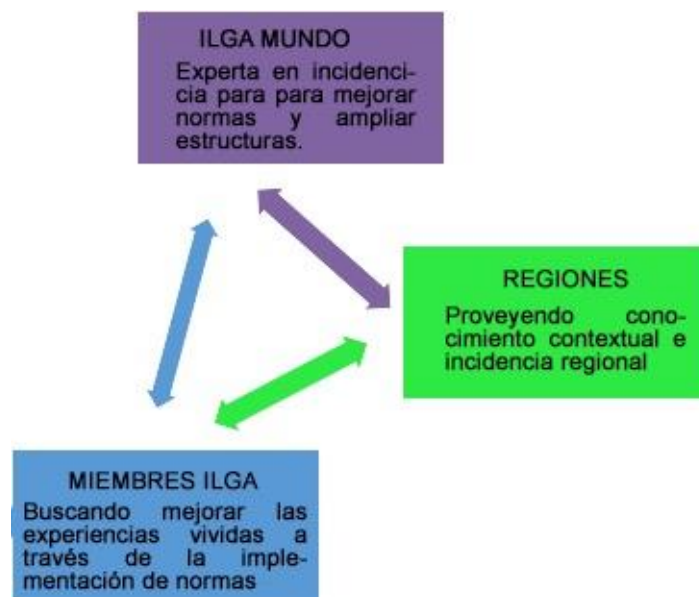 ILGA MUNDO
Experta en incidenci-
cia para para mejorar
normas y ampliar
estructuras.
REGIONES
Proveyendo cono-
cimiento contextual e
incidencia regional
MIEMBRES ILGA
Buscando mejorar las
experiencias vividas a
través de la imple-
mentación de normas